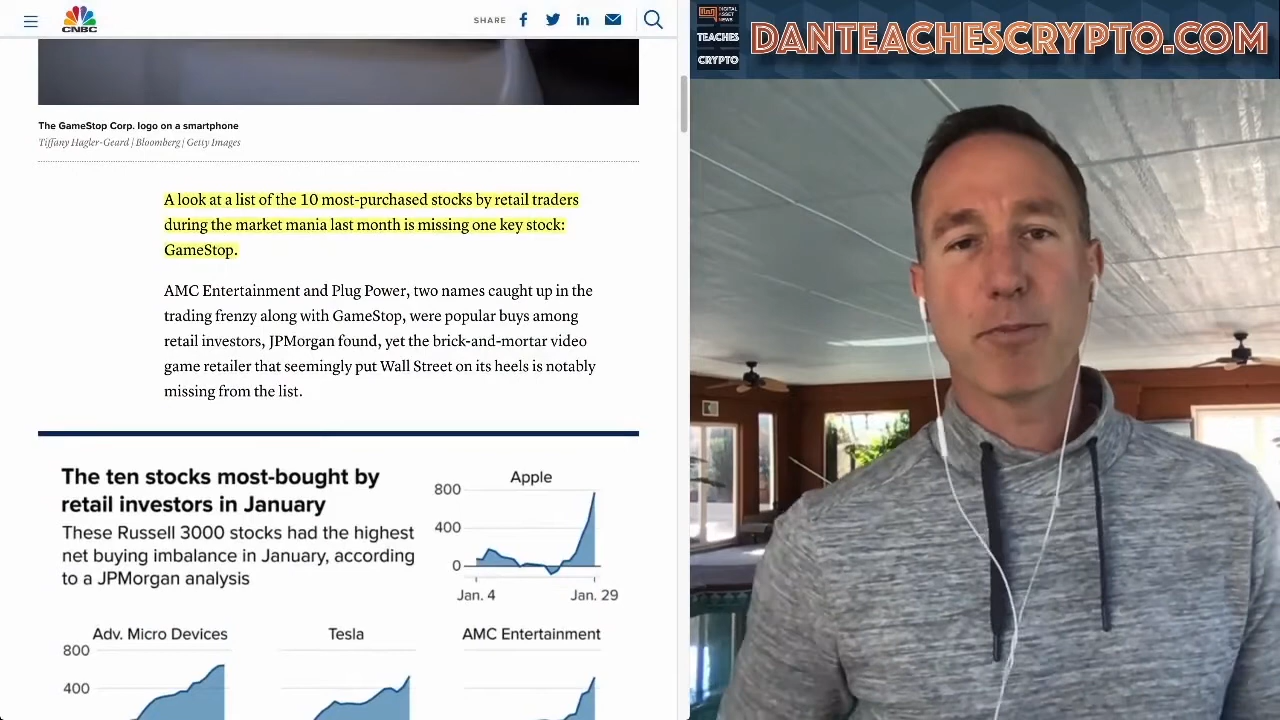 CNBC
SHARE
The GameStop Corp. logo on a smartphone
Tiffany Hagler-Geard | Bloomberg | Getty Images
A look at a list of the 10 most-purchased stocks by retail traders
during the market mania last month is missing one key stock:
GameStop.
AMC Entertainment and Plug Power, two names caught up in the
trading frenzy along with GameStop, were popular buys among
retail investors, JPMorgan found, yet the brick-and-mortar video
game retailer that seemingly put Wall Street on its heels is notably
missing from the list.
The ten stocks most-bought by
retail investors in January
These Russell 3000 stocks had the highest
net buying imbalance in January, according
to a JPMorgan analysis
Apple
800
400
0
Jan. 4 Jan. 29
Adv. Micro Devices Tesla AMC Entertainment
800
400
DIGITAL
ASSET
NEWS
TEACHES
CRYPTO
DANTEACHESCRYPTO.COM